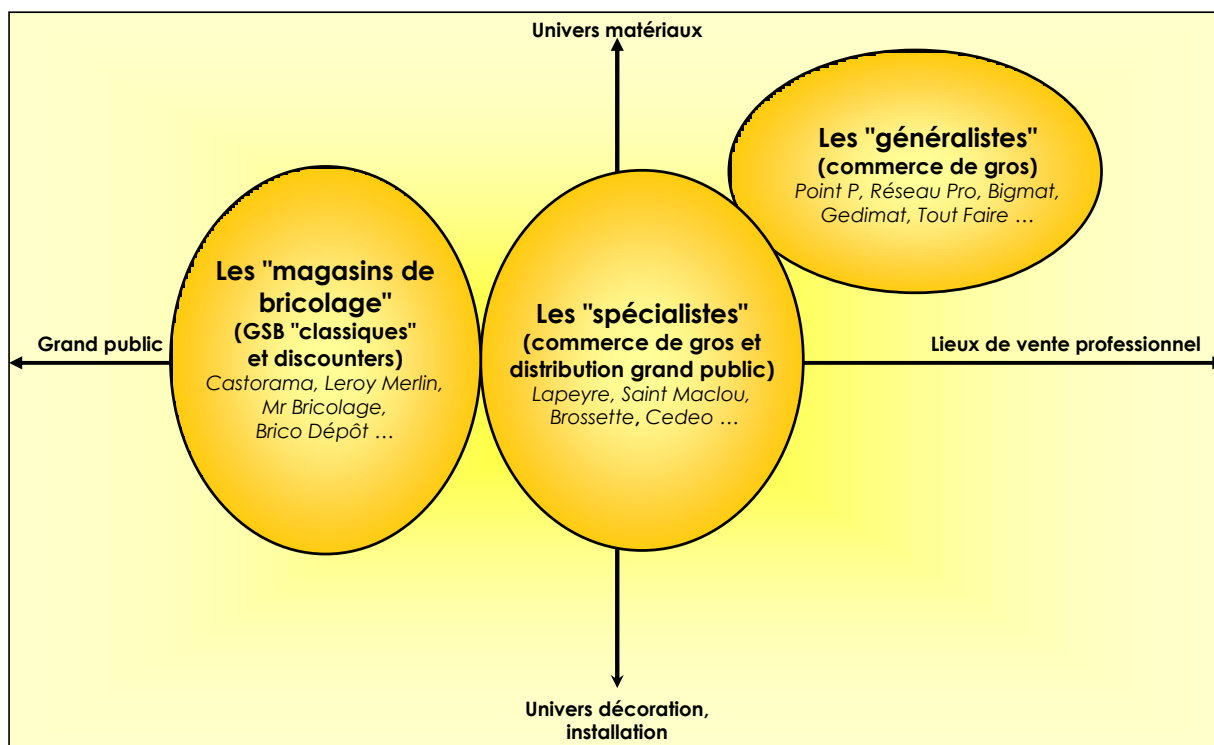 Univers matériaux
Les "généralistes"
(commerce de gros)
Point P, Réseau Pro, Bigmat,
Gedimat, Tout Faire …
Les "magasins de
bricolage"
(GSB "classiques"
et discounters)
Castorama, Leroy Merlin,
Mr Bricolage,
Brico Dépôt …
Les "spécialistes"
(commerce de gros et
distribution grand public)
Lapeyre, Saint Maclou,
Brossette, Cedeo …
Grand public
Lieux de vente professionnel
Univers décoration,
installation